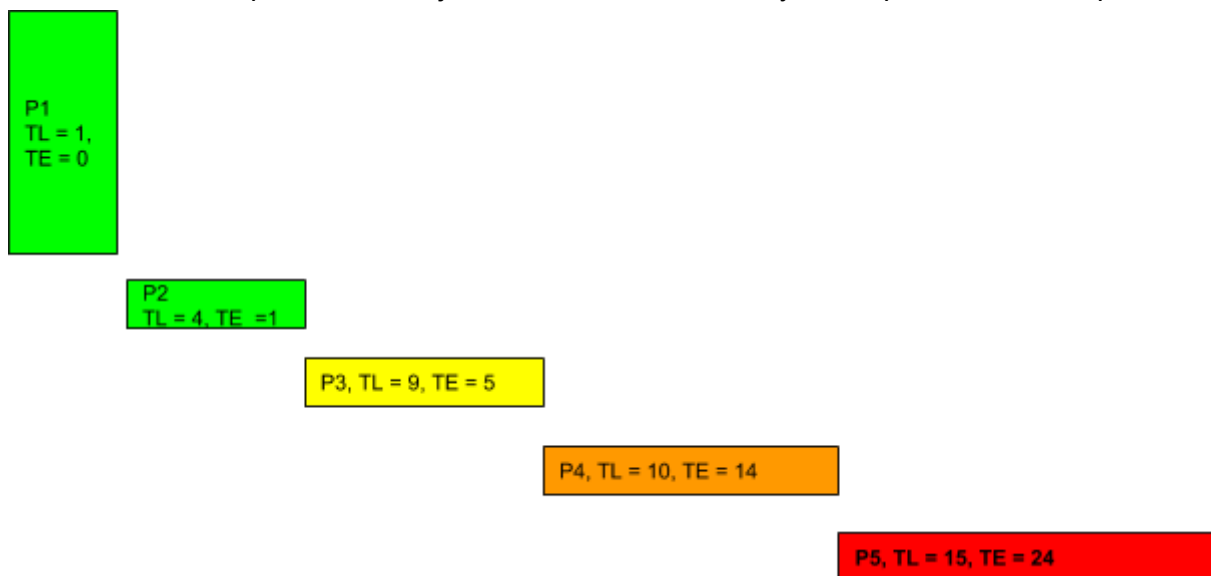 P1
TL = 1,
TE = 0
P2
TL = 4, TE =1
P3, TL = 9, TE = 5
P4, TL = 10, TE = 14
P5, TL = 15, TE = 24